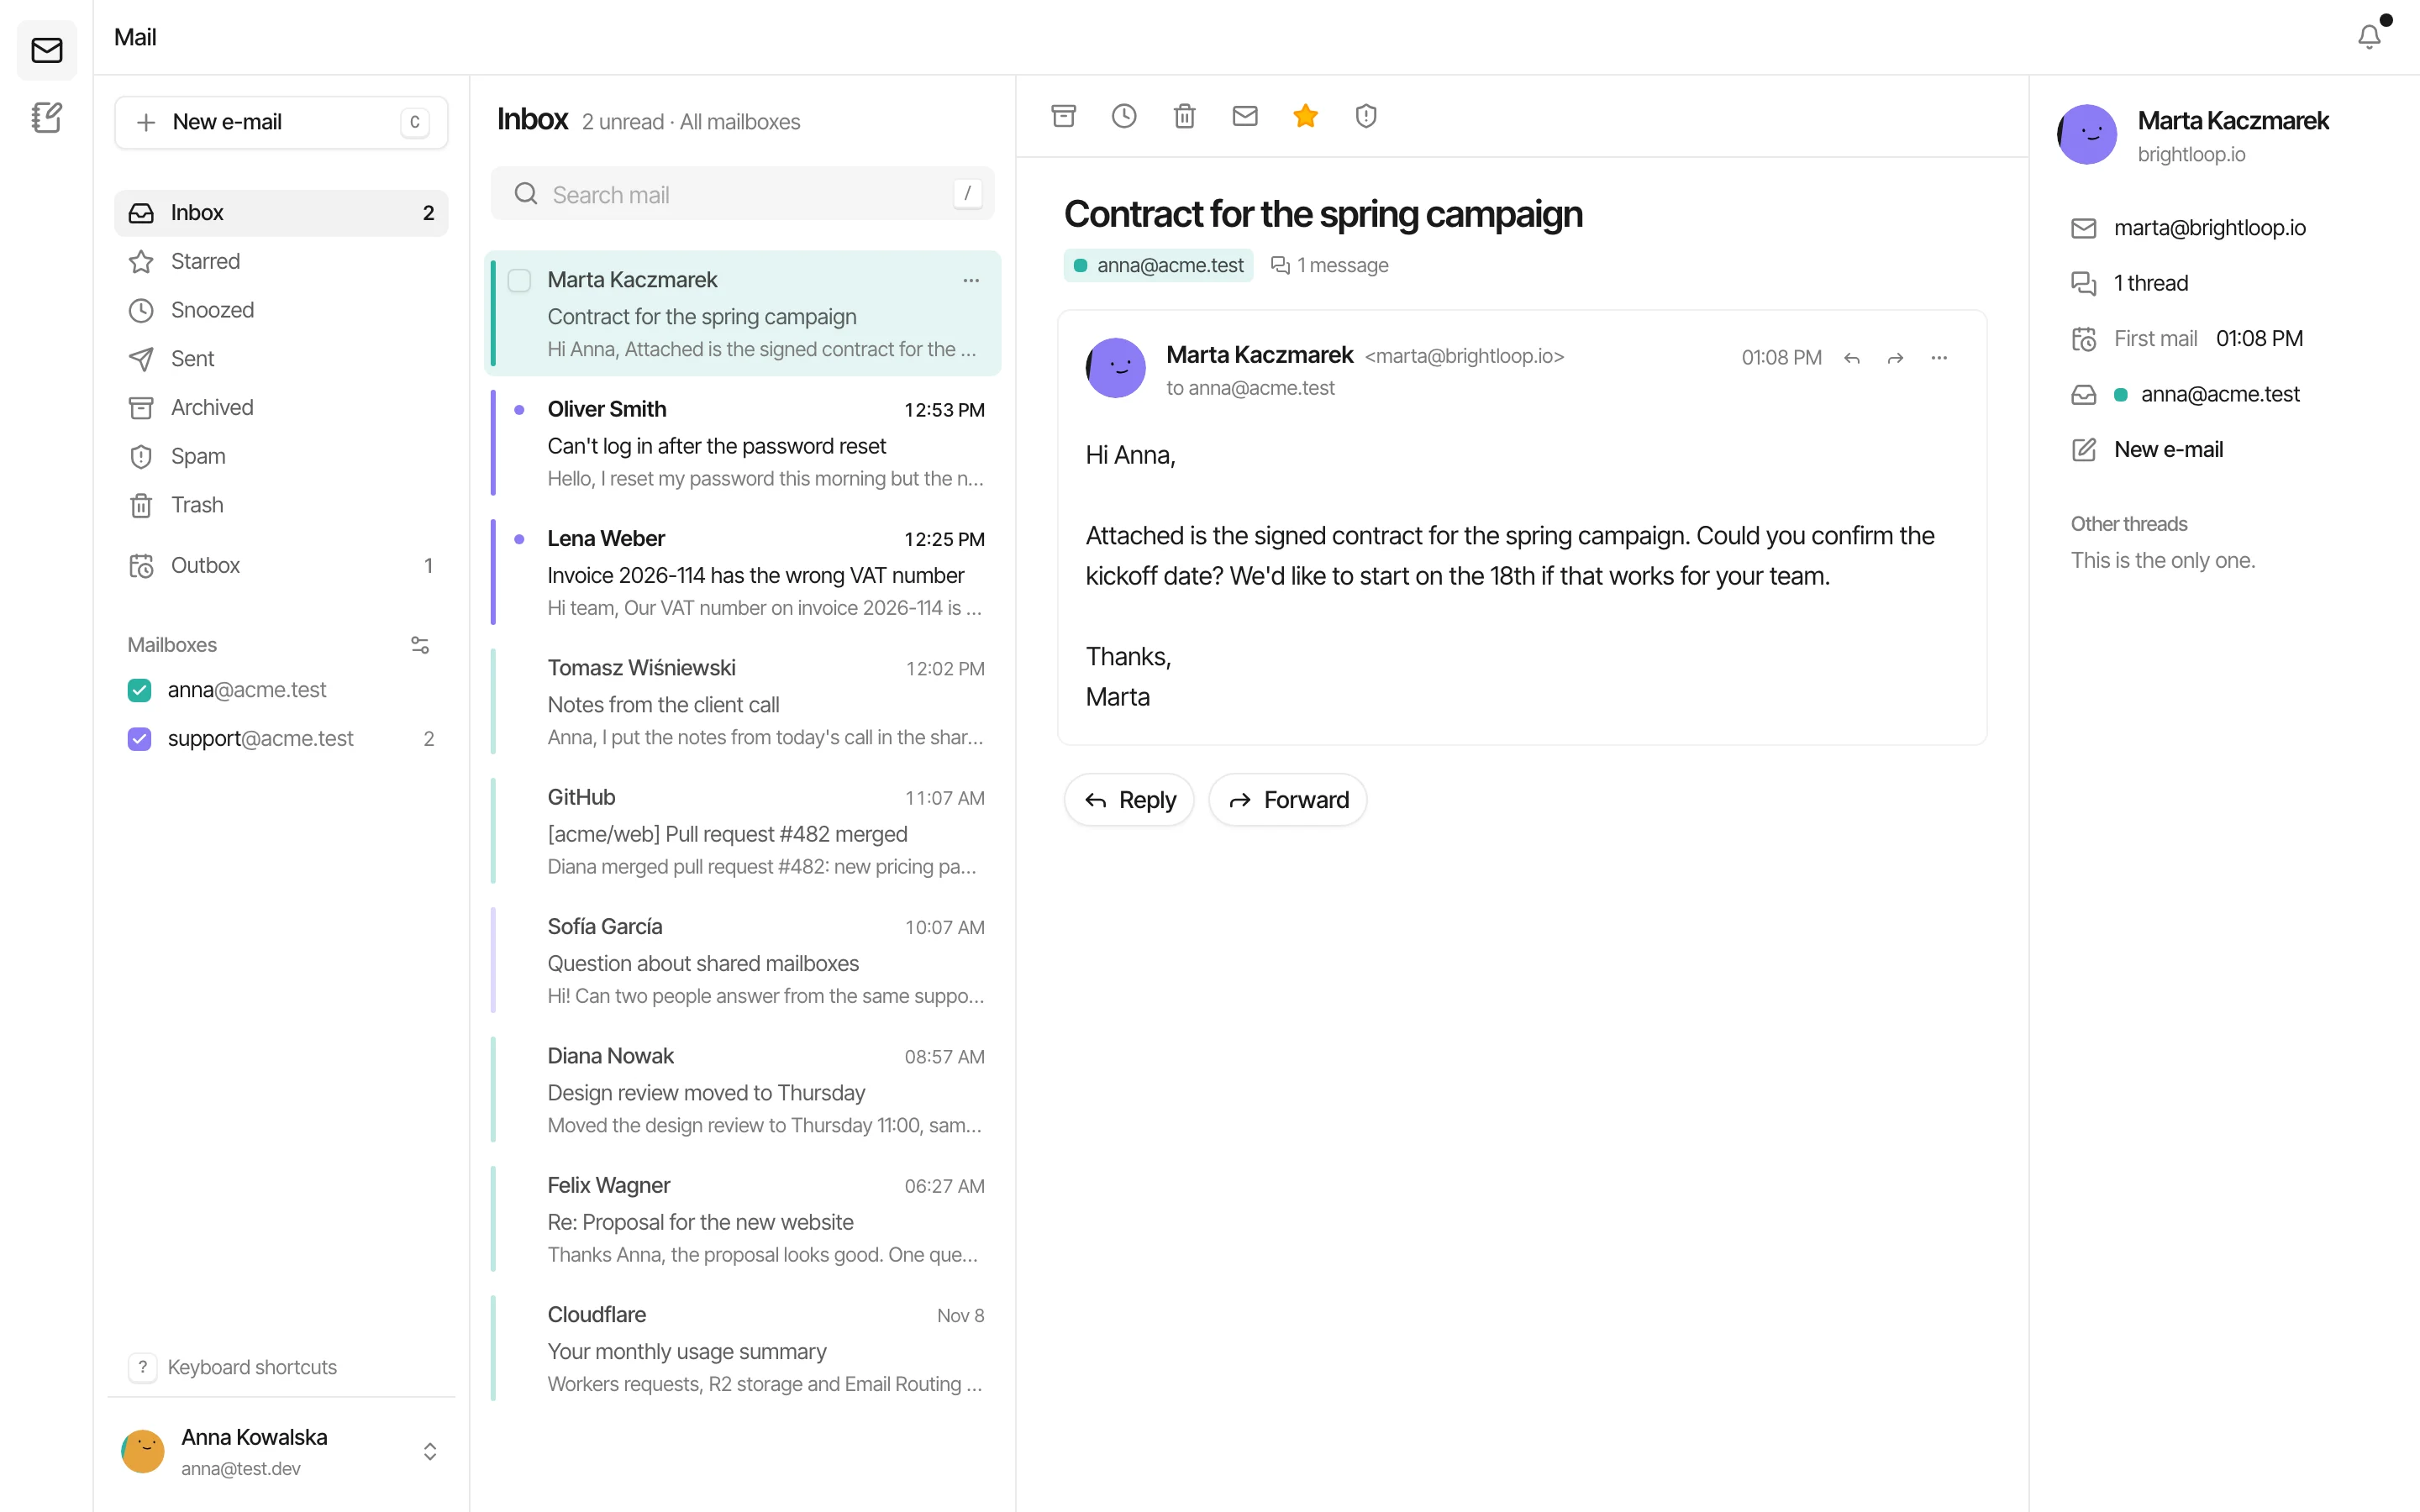 Mail
New e-mail C
Inbox 2
Starred
Snoozed
Sent
Archived
Spam
Trash
Outbox 1
Mailboxes
anna@acme.test
support@acme.test 2
? Keyboard shortcuts
Anna Kowalska
anna@test.dev
Inbox 2 unread · All mailboxes
Search mail /
Marta Kaczmarek
Contract for the spring campaign
Hi Anna, Attached is the signed contract for the ...
Oliver Smith 12:53 PM
Can't log in after the password reset
Hello, I reset my password this morning but the n...
Lena Weber 12:25 PM
Invoice 2026-114 has the wrong VAT number
Hi team, Our VAT number on invoice 2026-114 is ...
Tomasz Wiśniewski 12:02 PM
Notes from the client call
Anna, I put the notes from today's call in the shar...
GitHub 11:07 AM
[acme/web] Pull request #482 merged
Diana merged pull request #482: new pricing pa...
Sofía García 10:07 AM
Question about shared mailboxes
Hi! Can two people answer from the same suppo...
Diana Nowak 08:57 AM
Design review moved to Thursday
Moved the design review to Thursday 11:00, sam...
Felix Wagner 06:27 AM
Re: Proposal for the new website
Thanks Anna, the proposal looks good. One que...
Cloudflare Nov 8
Your monthly usage summary
Workers requests, R2 storage and Email Routing ...
Contract for the spring campaign
anna@acme.test 1 message
Marta Kaczmarek <marta@brightloop.io> 01:08 PM
to anna@acme.test
Hi Anna,
Attached is the signed contract for the spring campaign. Could you confirm the
kickoff date? We'd like to start on the 18th if that works for your team.
Thanks,
Marta
Reply Forward
Marta Kaczmarek
brightloop.io
marta@brightloop.io
1 thread
First mail 01:08 PM
anna@acme.test
New e-mail
Other threads
This is the only one.